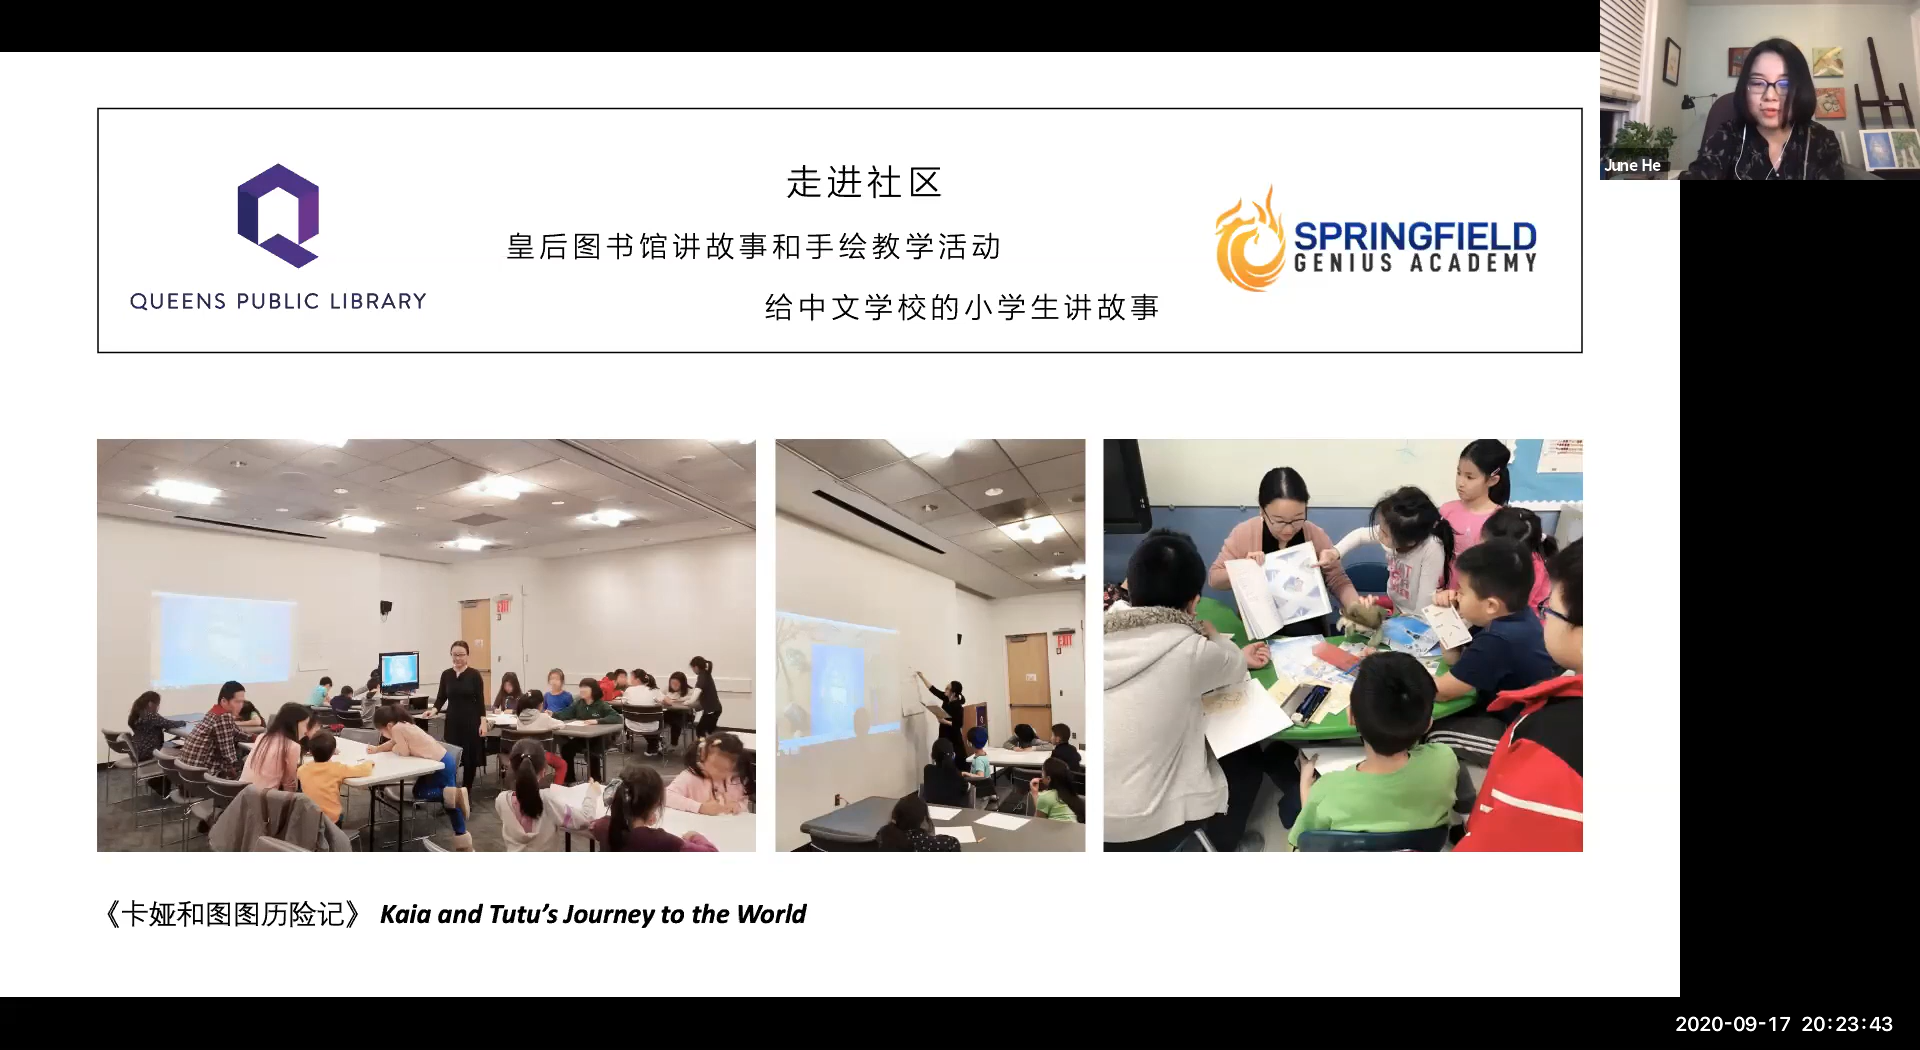 走进社区
皇后图书馆讲故事和手绘教学活动
给中文学校的小学生讲故事
QUEENS PUBLIC LIBRARY
SPRINGFIELD
GENIUS ACADEMY
June He
EXIT
EXIT
《卡娅和图图历险记》 Kaia and Tutu's Journey to the World
2020-09-17 20:23:43